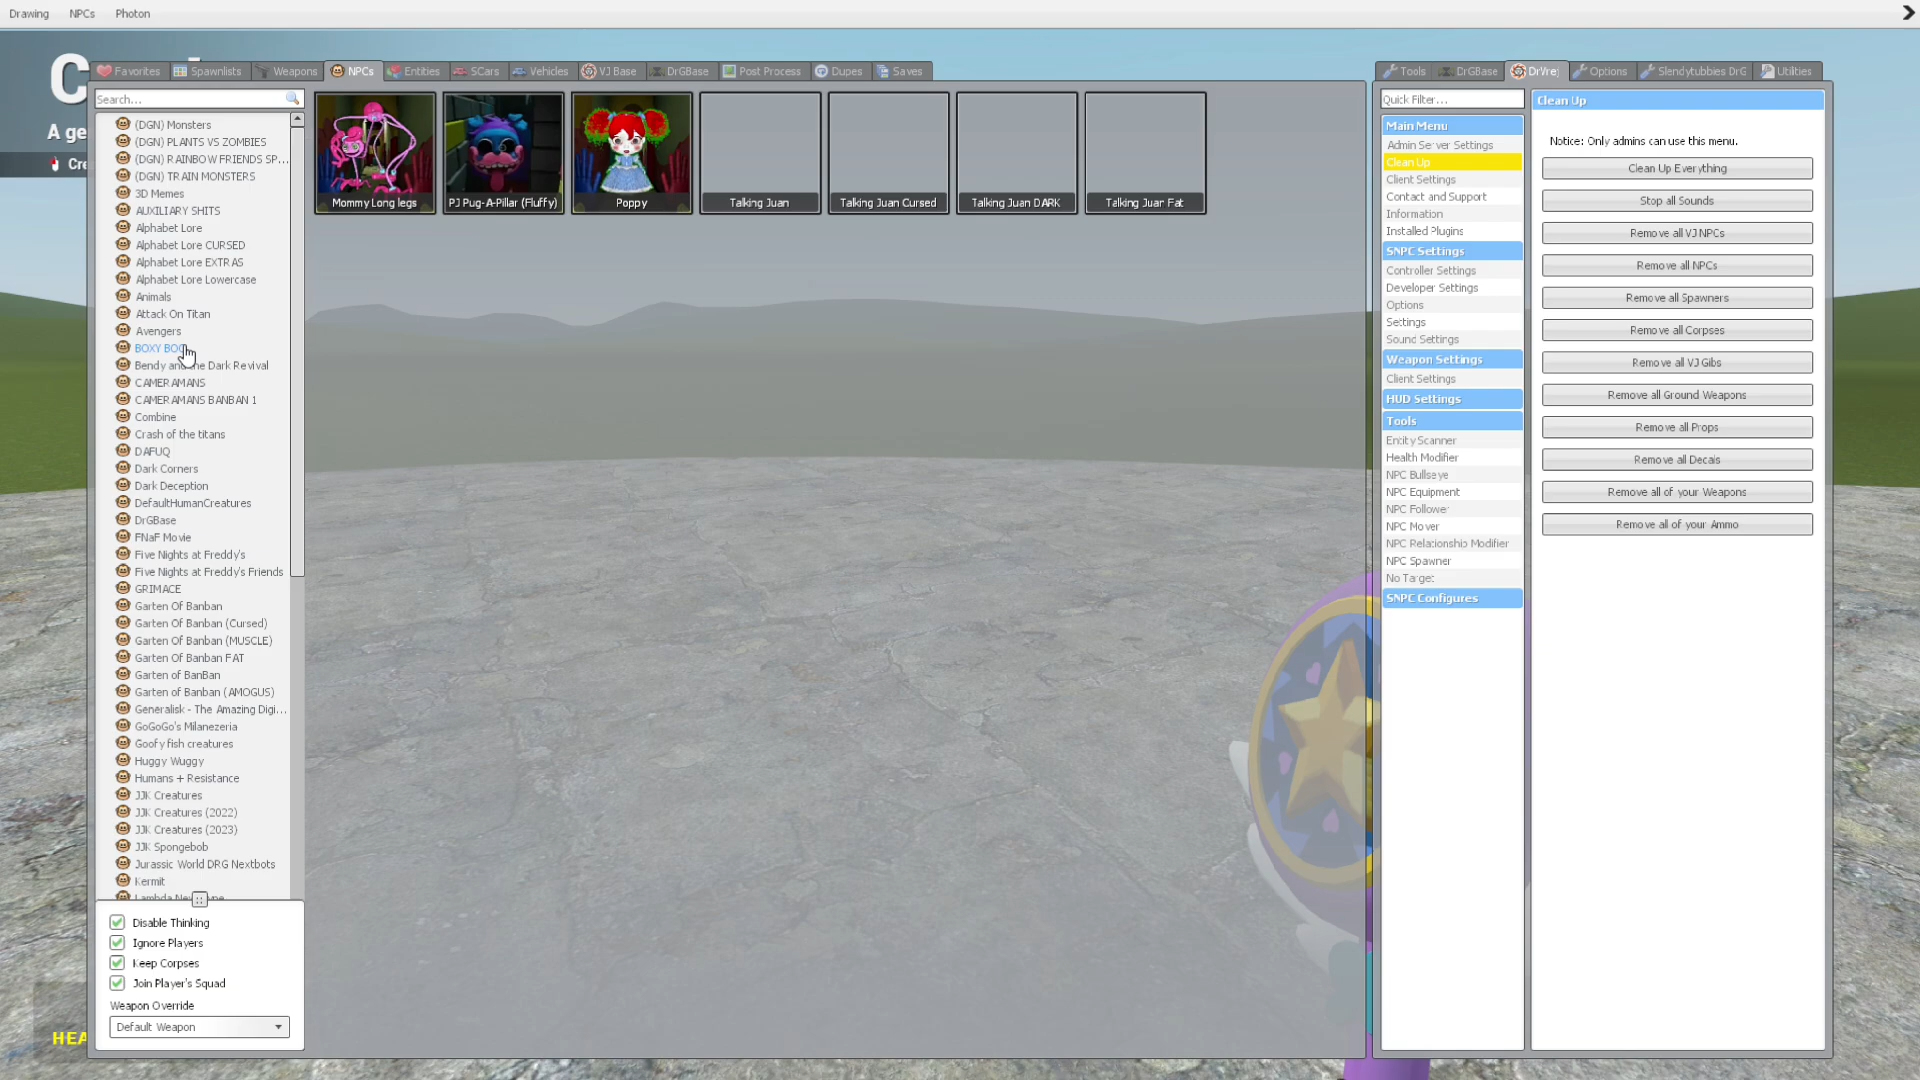 Drawing NPCs Photon
Favorites Spawnlists Weapons NPCs Entities SCars Vehicles VJ Base DrGBase Post Process Dupes Saves
Tools DrGBase DrVrej Options Slendytubbies DrG Utilities
C
A ge
Cre
HEA
Search...
(DGN) Monsters
(DGN) PLANTS VS ZOMBIES
(DGN) RAINBOW FRIENDS SP...
(DGN) TRAIN MONSTERS
3D Memes
AUXILIARY SHITS
Alphabet Lore
Alphabet Lore CURSED
Alphabet Lore EXTRAS
Alphabet Lore Lowercase
Animals
Attack On Titan
Avengers
BOXY BOO
Bendy and the Dark Revival
CAMERAMANS
CAMERAMANS BANBAN 1
Combine
Crash of the titans
DAFUQ
Dark Corners
Dark Deception
DefaultHumanCreatures
DrGBase
FNaF Movie
Five Nights at Freddy's
Five Nights at Freddy's Friends
GRIMACE
Garten Of Banban
Garten Of Banban (Cursed)
Garten Of Banban (MUSCLE)
Garten Of Banban FAT
Garten of BanBan
Garten of Banban (AMOGUS)
Generalisk - The Amazing Digi...
GoGoGo's Milanezeria
Goofy fish creatures
Huggy Wuggy
Humans + Resistance
JJK Creatures
JJK Creatures (2022)
JJK Creatures (2023)
JJK Spongebob
Jurassic World DRG Nextbots
Kermit
Disable Thinking
Ignore Players
Keep Corpses
Join Player's Squad
Weapon Override
Default Weapon
Mommy Long legs
PJ Pug-A-Pillar (Fluffy)
Poppy
Talking Juan
Talking Juan Cursed
Talking Juan DARK
Talking Juan Fat
Quick Filter...
Main Menu
Admin Server Settings
Clean Up
Client Settings
Contact and Support
Information
Installed Plugins
SNPC Settings
Controller Settings
Developer Settings
Options
Settings
Sound Settings
Weapon Settings
Client Settings
HUD Settings
Tools
Entity Scanner
Health Modifier
NPC Bullseye
NPC Equipment
NPC Follower
NPC Mover
NPC Relationship Modifier
NPC Spawner
No Target
SNPC Configures
Clean Up
Notice: Only admins can use this menu.
Clean Up Everything
Stop all Sounds
Remove all VJ NPCs
Remove all NPCs
Remove all Spawners
Remove all Corpses
Remove all VJ Gibs
Remove all Ground Weapons
Remove all Props
Remove all Decals
Remove all of your Weapons
Remove all of your Ammo